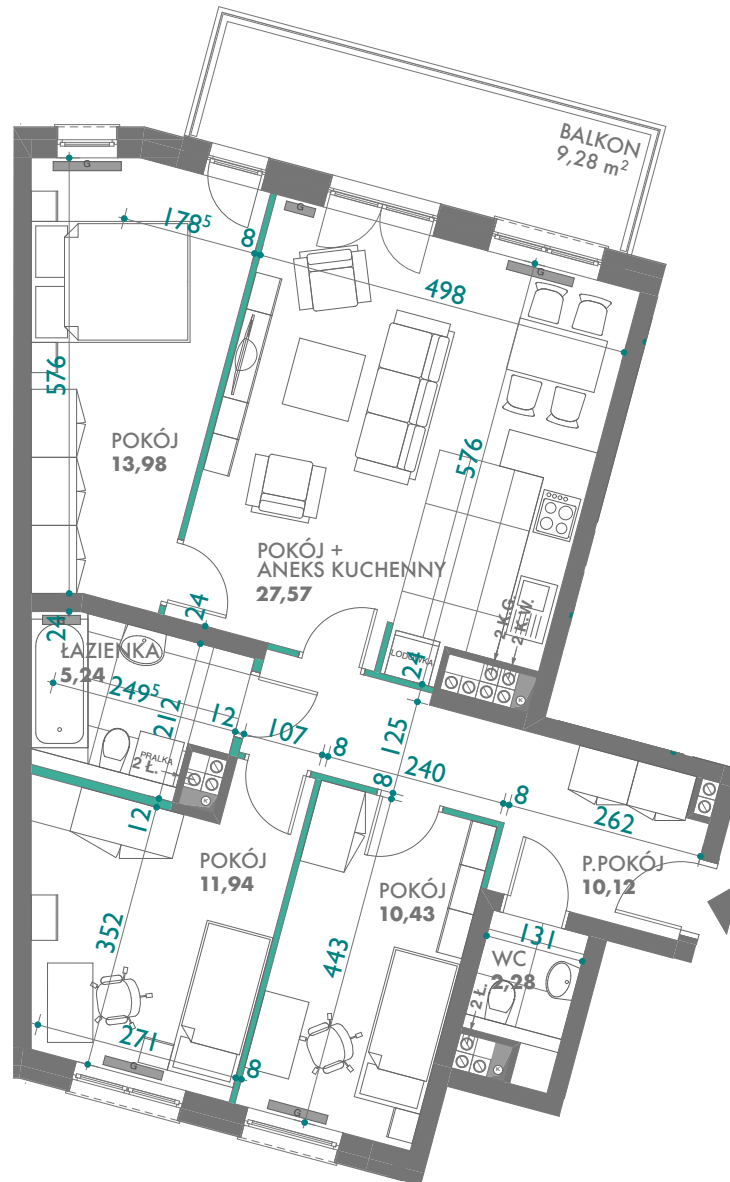 BALKON
9,28 m²
G
G
G
178⁵
8
498
576
POKÓJ
13,98
576
POKÓJ +
ANEKS KUCHENNY
27,57
2 K.G.
2 K.W.
24
24
ŁAZIENKA
5,24
LODÓWKA
24
249⁵
212
12
107
8
125
240
8
8
262
PRALKA
2 Ł.
K
K
12
POKÓJ
11,94
POKÓJ
10,43
P.POKÓJ
10,12
352
443
131
WC
2,28
2 Ł.
K
271
8
G
G